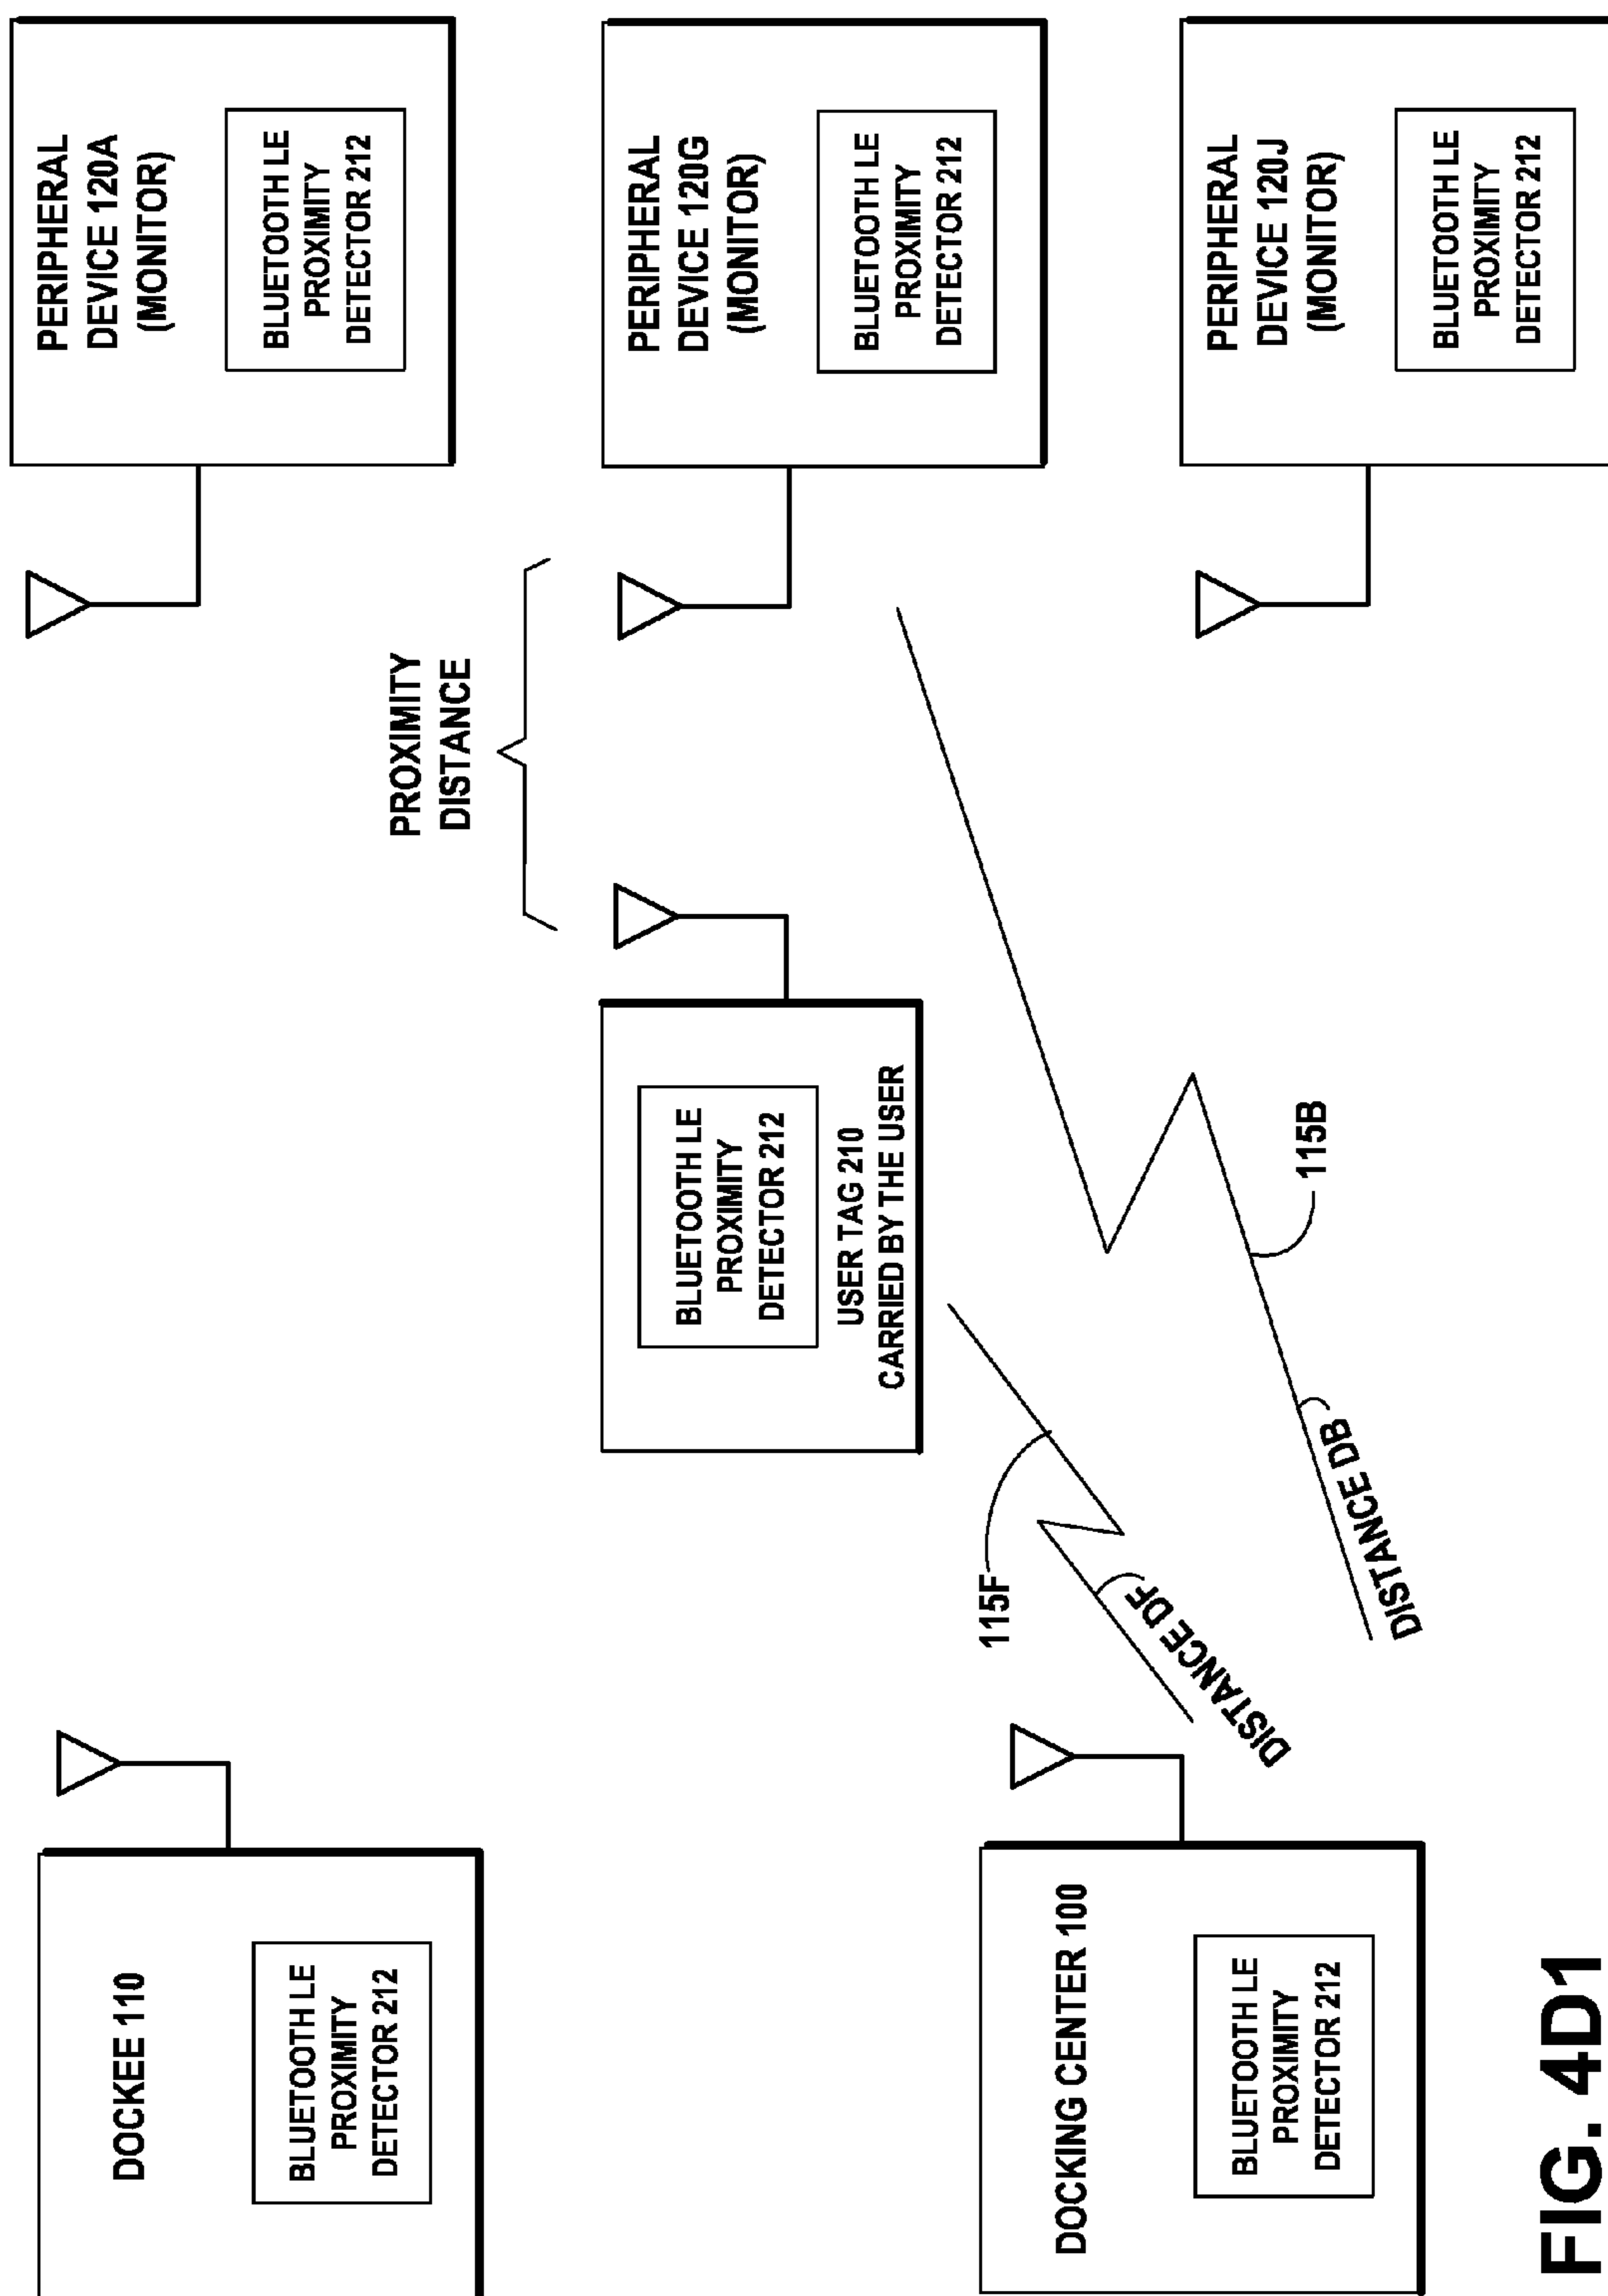 DOCKEE 110
BLUETOOTH LE
PROXIMITY
DETECTOR 212
DOCKING CENTER 100
BLUETOOTH LE
PROXIMITY
DETECTOR 212
BLUETOOTH LE
PROXIMITY
DETECTOR 212
USER TAG 210
CARRIED BY THE USER
PROXIMITY
DISTANCE
115F
DISTANCE DF
115B
DISTANCE DB
PERIPHERAL
DEVICE 120A
(MONITOR)
BLUETOOTH LE
PROXIMITY
DETECTOR 212
PERIPHERAL
DEVICE 120G
(MONITOR)
BLUETOOTH LE
PROXIMITY
DETECTOR 212
PERIPHERAL
DEVICE 120J
(MONITOR)
BLUETOOTH LE
PROXIMITY
DETECTOR 212
FIG. 4D1